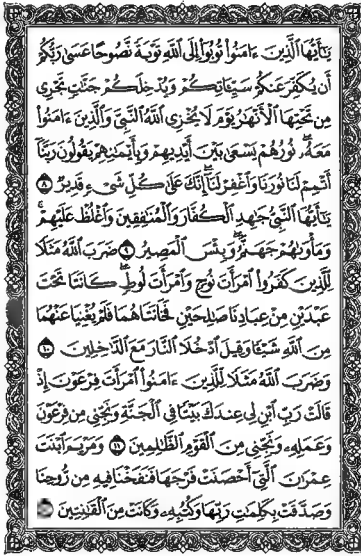 يَٰٓأَيُّهَا ٱلَّذِينَ ءَامَنُوا۟ تُوبُوٓا۟ إِلَى ٱللَّهِ تَوْبَةً نَّصُوحًا عَسَىٰ رَبُّكُمْ
أَن يُكَفِّرَ عَنكُمْ سَيِّـَٔاتِكُمْ وَيُدْخِلَكُمْ جَنَّٰتٍ تَجْرِى
مِن تَحْتِهَا ٱلْأَنْهَٰرُ يَوْمَ لَا يُخْزِى ٱللَّهُ ٱلنَّبِىَّ وَٱلَّذِينَ ءَامَنُوا۟
مَعَهُۥ ۖ نُورُهُمْ يَسْعَىٰ بَيْنَ أَيْدِيهِمْ وَبِأَيْمَٰنِهِمْ يَقُولُونَ رَبَّنَآ
أَتْمِمْ لَنَا نُورَنَا وَٱغْفِرْ لَنَآ ۖ إِنَّكَ عَلَىٰ كُلِّ شَىْءٍ قَدِيرٌ ٨
يَٰٓأَيُّهَا ٱلنَّبِىُّ جَٰهِدِ ٱلْكُفَّارَ وَٱلْمُنَٰفِقِينَ وَٱغْلُظْ عَلَيْهِمْ ۚ
وَمَأْوَىٰهُمْ جَهَنَّمُ ۖ وَبِئْسَ ٱلْمَصِيرُ ٩ ضَرَبَ ٱللَّهُ مَثَلًا
لِّلَّذِينَ كَفَرُوا۟ ٱمْرَأَتَ نُوحٍ وَٱمْرَأَتَ لُوطٍ ۖ كَانَتَا تَحْتَ
عَبْدَيْنِ مِنْ عِبَادِنَا صَٰلِحَيْنِ فَخَانَتَاهُمَا فَلَمْ يُغْنِيَا عَنْهُمَا
مِنَ ٱللَّهِ شَيْـًٔا وَقِيلَ ٱدْخُلَا ٱلنَّارَ مَعَ ٱلدَّٰخِلِينَ ١٠
وَضَرَبَ ٱللَّهُ مَثَلًا لِّلَّذِينَ ءَامَنُوا۟ ٱمْرَأَتَ فِرْعَوْنَ إِذْ
قَالَتْ رَبِّ ٱبْنِ لِى عِندَكَ بَيْتًا فِى ٱلْجَنَّةِ وَنَجِّنِى مِن فِرْعَوْنَ
وَعَمَلِهِۦ وَنَجِّنِى مِنَ ٱلْقَوْمِ ٱلظَّٰلِمِينَ ١١ وَمَرْيَمَ ٱبْنَتَ
عِمْرَٰنَ ٱلَّتِىٓ أَحْصَنَتْ فَرْجَهَا فَنَفَخْنَا فِيهِ مِن رُّوحِنَا
وَصَدَّقَتْ بِكَلِمَٰتِ رَبِّهَا وَكُتُبِهِۦ وَكَانَتْ مِنَ ٱلْقَٰنِتِينَ